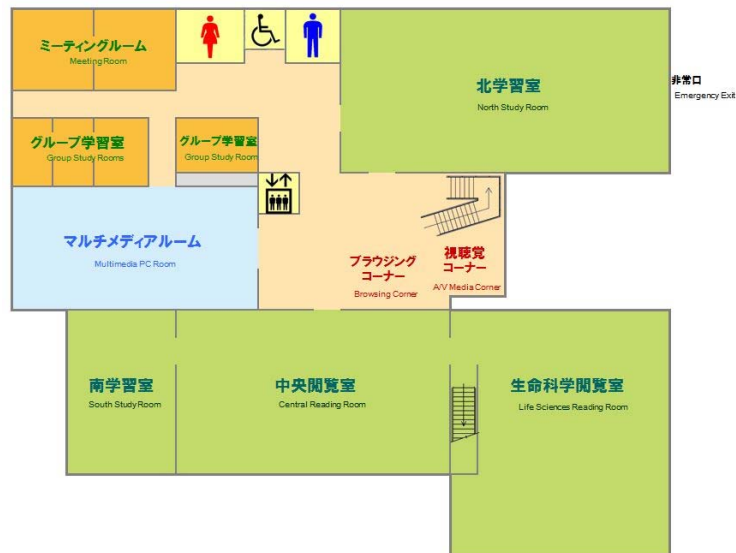 ミーティングルーム
Meeting Room
北学習室
North Study Room
非常口
Emergency Exit
グループ学習室
Group Study Rooms
グループ学習室
Group Study Room
マルチメディアルーム
Multimedia PC Room
ブラウジング
コーナー
Browsing Corner
視聴党
コーナー
A/V Media Corner
南学習室
South Study Room
中央閲覧室
Central Reading Room
生命科学閲覧室
Life Sciences Reading Room